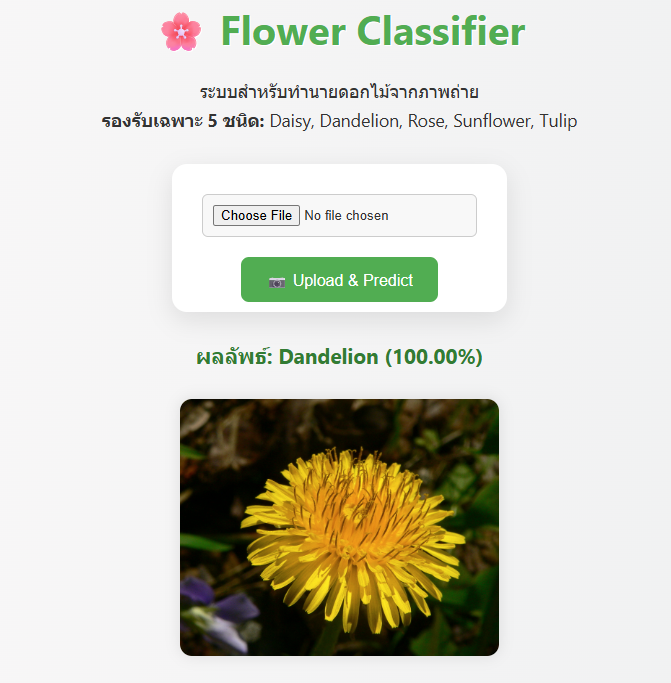 Flower Classifier
ระบบสำหรับทำนายดอกไม้จากภาพถ่าย
รองรับเฉพาะ 5 ชนิด: Daisy, Dandelion, Rose, Sunflower, Tulip
Choose File No file chosen
Upload & Predict
ผลลัพธ์: Dandelion (100.00%)